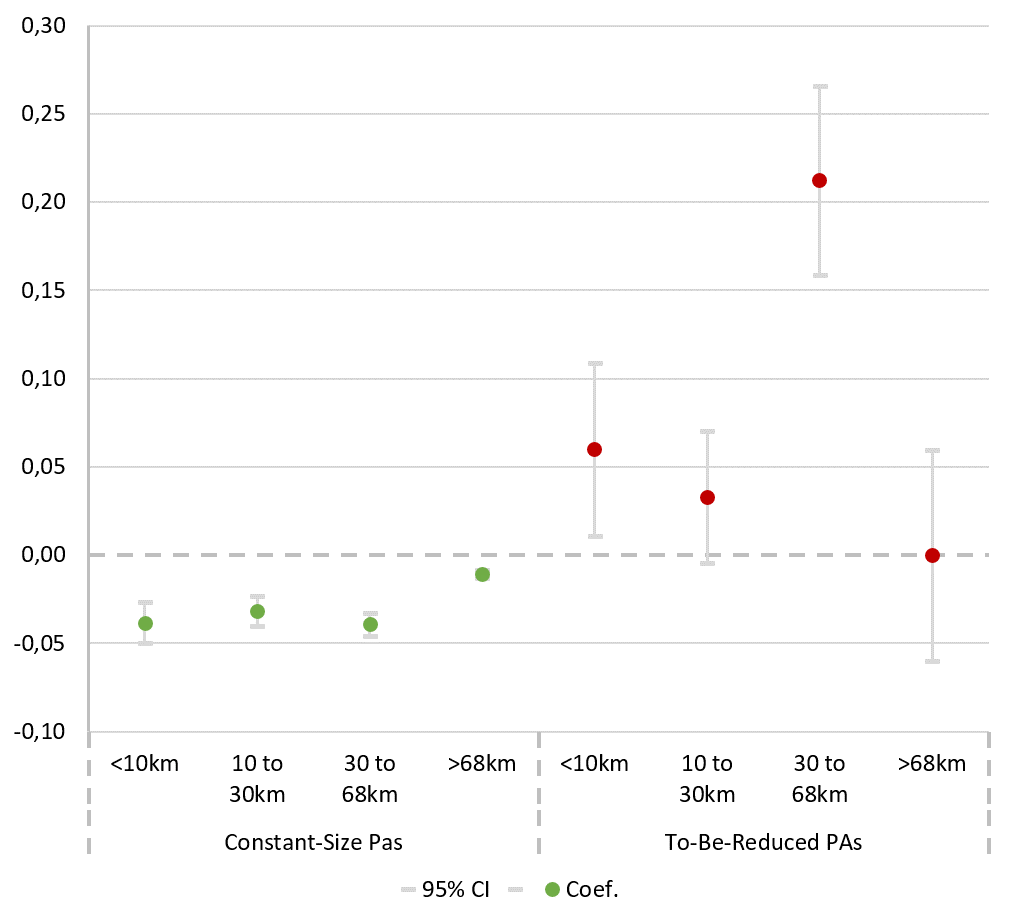 0,30
0,25
0,20
0,15
0,10
0,05
0,00
-0,05
-0,10
<10km 10 to 30 to >68km <10km 10 to 30 to >68km
30km 68km 30km 68km
Constant-Size Pas To-Be-Reduced PAs
95% CI Coef.